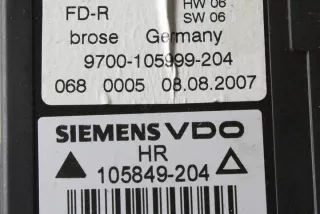 FD-R HW 06
SW 06
brose Germany
9700-105999-204
068 0005 08.08.2007
SIEMENS VDO
HR
105849-204